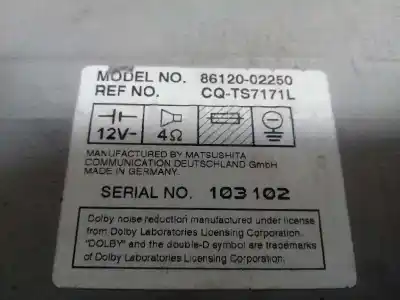 MODEL NO. 86120-02250
REF NO. CQ-TS7171L
12V⎓ 4Ω
MANUFACTURED BY MATSUSHITA
COMMUNICATION DEUTSCHLAND GmbH
MADE IN GERMANY.
SERIAL NO. 103102
Dolby noise reduction manufactured under license
from Dolby Laboratories Licensing Corporation.
"DOLBY" and the double-D symbol are trademarks
of Dolby Laboratories Licensing Corporation.